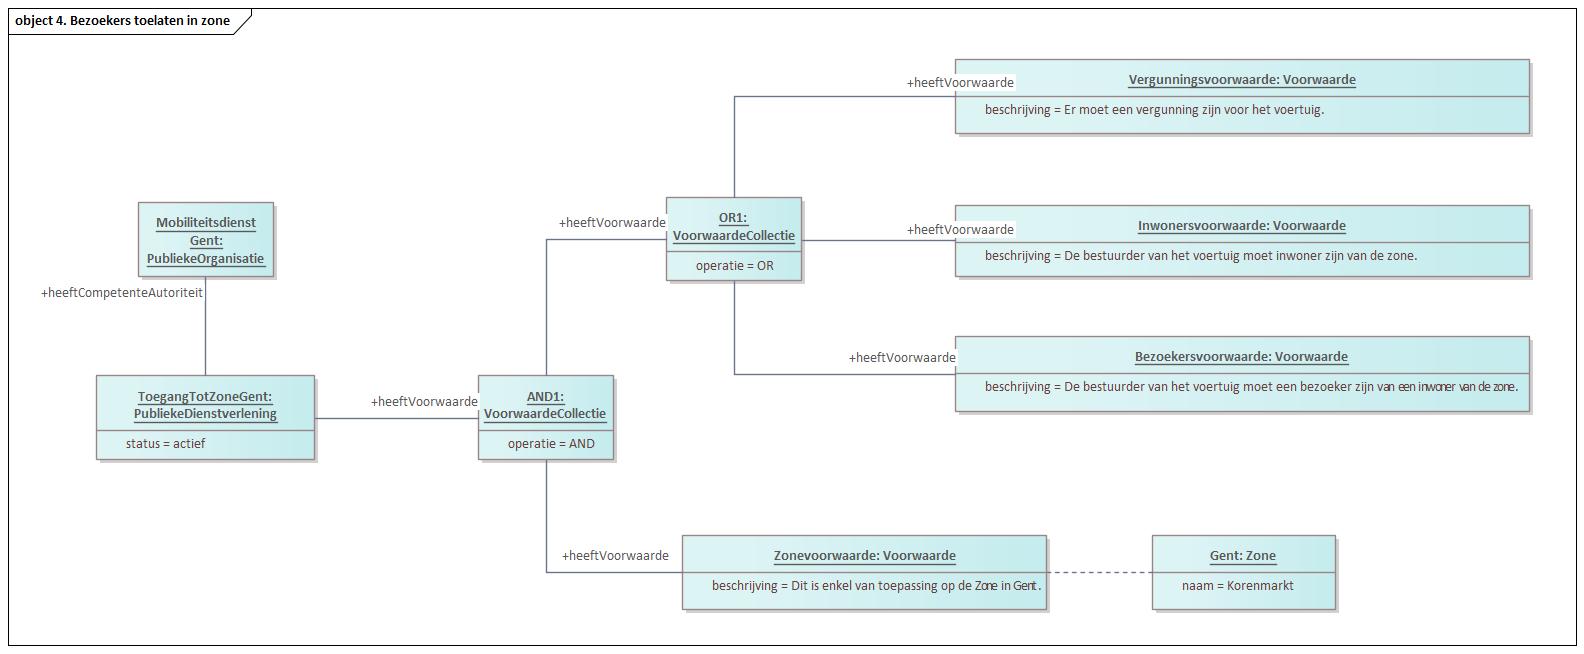 object 4. Bezoekers toelaten in zone
+heeftVoorwaarde
Vergunningsvoorwaarde: Voorwaarde
beschrijving = Er moet een vergunning zijn voor het voertuig.
Mobiliteitsdienst
Gent:
PubliekeOrganisatie
+heeftCompetenteAutoriteit
+heeftVoorwaarde
OR1:
VoorwaardeCollectie
operatie = OR
+heeftVoorwaarde
Inwonersvoorwaarde: Voorwaarde
beschrijving = De bestuurder van het voertuig moet inwoner zijn van de zone.
+heeftVoorwaarde
Bezoekersvoorwaarde: Voorwaarde
beschrijving = De bestuurder van het voertuig moet een bezoeker zijn van een inwoner van de zone.
ToegangTotZoneGent:
PubliekeDienstverlening
status = actief
+heeftVoorwaarde
AND1:
VoorwaardeCollectie
operatie = AND
+heeftVoorwaarde
Zonevoorwaarde: Voorwaarde
beschrijving = Dit is enkel van toepassing op de Zone in Gent.
Gent: Zone
naam = Korenmarkt